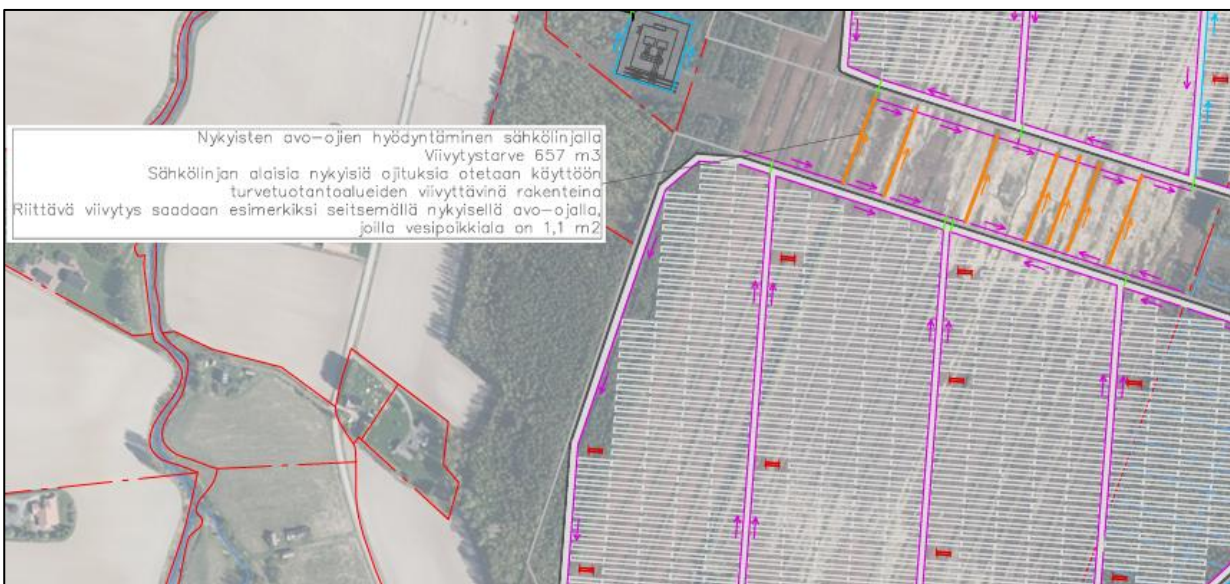 Nykyisten avo-ojien hyödyntäminen sähkölinjalla
Viivytystarve 657 m3
Sähkölinjan alaisia nykyisiä ojituksia otetaan käyttöön
turvetuotantoalueiden viivyttävinä rakenteina
Riittävä viivytys saadaan esimerkiksi seitsemällä nykyisellä avo-ojalla,
joilla vesipoikkiala on 1,1 m2